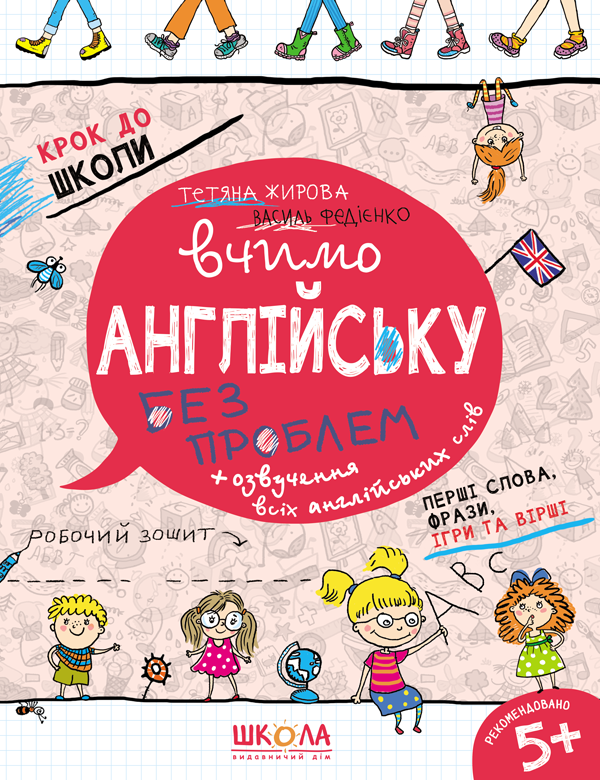 КРОК ДО
ШКОЛИ
ТЕТЯНА ЖИРОВА
ВАСИЛЬ ФЕДІЄНКО
вчимо
АНГЛІЙСЬКУ
БЕЗ
ПРОБЛЕМ
+ озвучення
всіх англійських слів
ПЕРШІ СЛОВА,
ФРАЗИ,
ІГРИ ТА ВІРШІ
РОБОЧИЙ ЗОШИТ
A B C
РЕКОМЕНДОВАНО
5+
ШКОЛА
видавничий дім